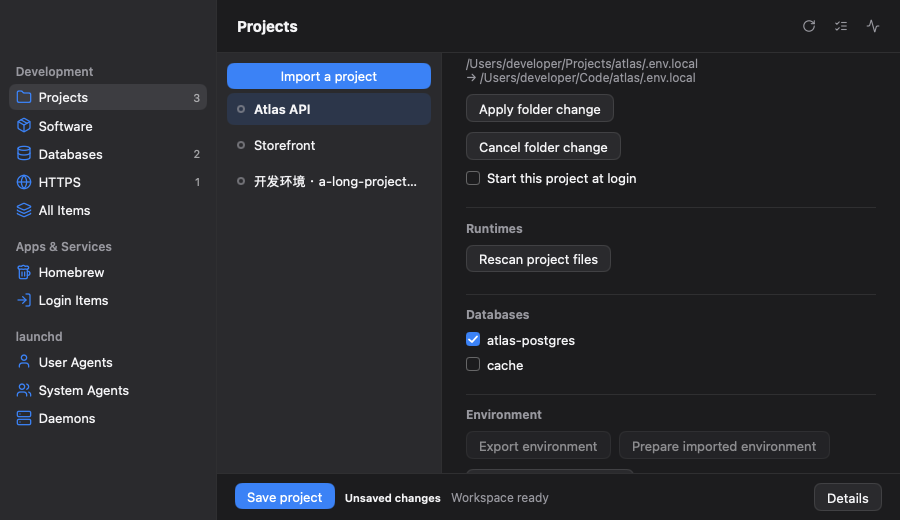 Projects
Development
Projects 3
Software
Databases 2
HTTPS 1
All Items
Apps & Services
Homebrew
Login Items
launchd
User Agents
System Agents
Daemons
Import a project
Atlas API
Storefront
开发环境 · a-long-project...
/Users/developer/Projects/atlas/.env.local
→ /Users/developer/Code/atlas/.env.local
Apply folder change
Cancel folder change
Start this project at login
Runtimes
Rescan project files
Databases
atlas-postgres
cache
Environment
Export environment Prepare imported environment
Save project Unsaved changes Workspace ready Details